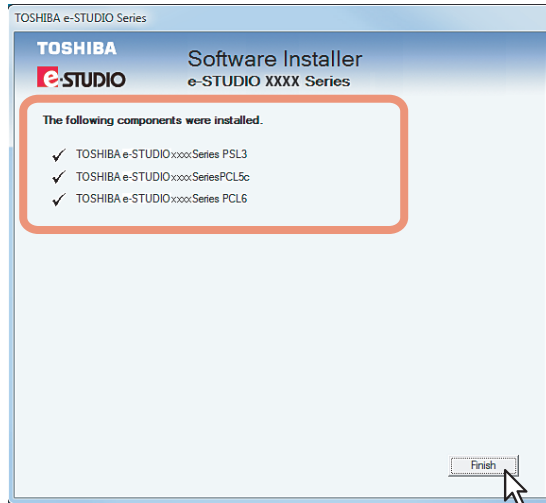 TOSHIBA e-STUDIO Series
TOSHIBA
e-STUDIO
Software Installer
e-STUDIO XXXX Series
The following components were installed.
TOSHIBA e-STUDIOxxxxSeries PSL3
TOSHIBA e-STUDIOxxxxSeriesPCL5c
TOSHIBA e-STUDIOxxxxSeries PCL6
Finish